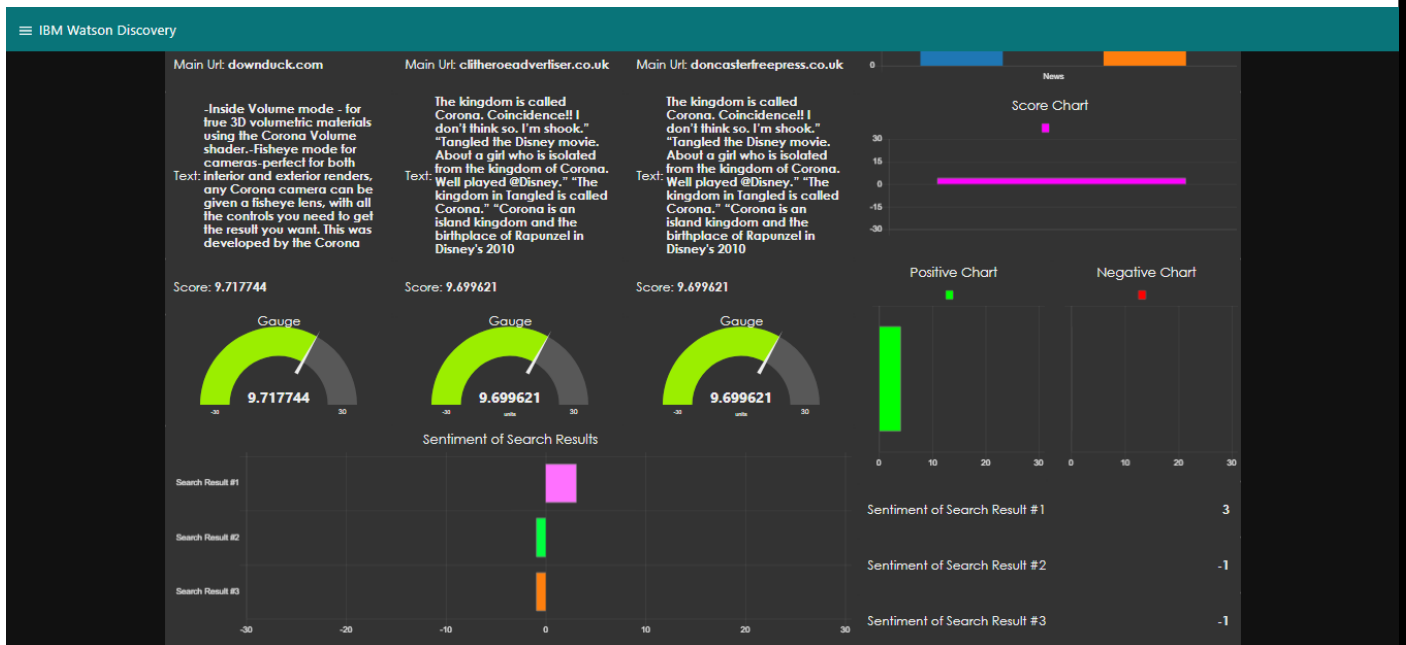 ≡ IBM Watson Discovery
Main Url: downduck.com
-Inside Volume mode - for
true 3D volumetric materials
using the Corona Volume
shader.-Fisheye mode for
cameras-perfect for both
Text: interior and exterior renders,
any Corona camera can be
given a fisheye lens, with all
the controls you need to get
the result you want. This was
developed by the Corona
Score: 9.717744
Gauge
9.717744
-30
30
Main Url: clitheroeadvertiser.co.uk
The kingdom is called
Corona. Coincidence!! I
don't think so. I'm shook."
"Tangled the Disney movie.
About a girl who is isolated
from the kingdom of Corona.
Text: Well played @Disney." "The
kingdom in Tangled is called
Corona." "Corona is an
island kingdom and the
birthplace of Rapunzel in
Disney's 2010
Score: 9.699621
Gauge
9.699621
-30
units
30
Main Url: doncasterfreepress.co.uk
The kingdom is called
Corona. Coincidence!! I
don't think so. I'm shook."
"Tangled the Disney movie.
About a girl who is isolated
from the kingdom of Corona.
Text: Well played @Disney." "The
kingdom in Tangled is called
Corona." "Corona is an
island kingdom and the
birthplace of Rapunzel in
Disney's 2010
Score: 9.699621
Gauge
9.699621
-30
units
30
Sentiment of Search Results
Search Result #1
Search Result #2
Search Result #3
-30 -20 -10 0 10 20 30
0
News
Score Chart
30
15
0
-15
-30
Positive Chart
0 10 20 30
Negative Chart
0 10 20 30
Sentiment of Search Result #1 3
Sentiment of Search Result #2 -1
Sentiment of Search Result #3 -1